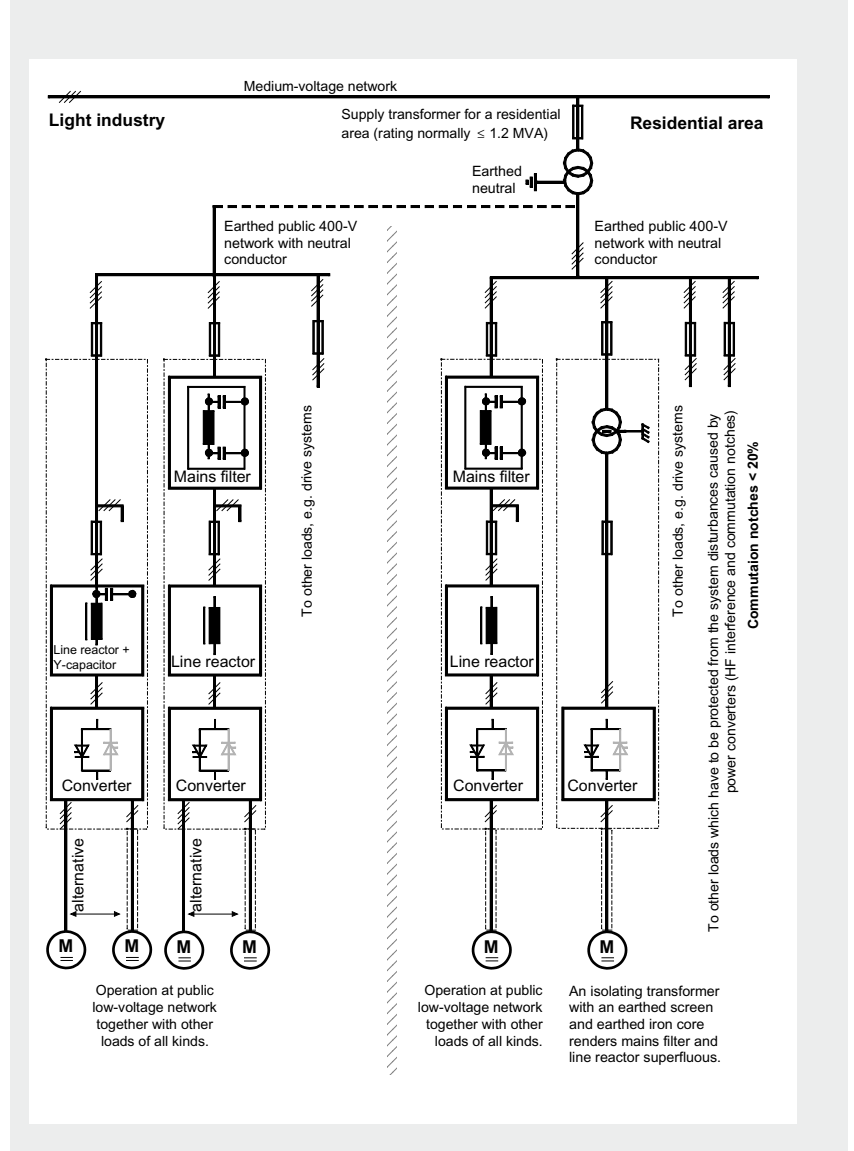 Medium-voltage network
Light industry
Supply transformer for a residential
area (rating normally ≤ 1.2 MVA)
Residential area
Earthed
neutral
Earthed public 400-V
network with neutral
conductor
Earthed public 400-V
network with neutral
conductor
Mains filter
Mains filter
To other loads, e.g. drive systems
To other loads, e.g. drive systems
To other loads which have to be protected from the system disturbances caused by
power converters (HF interference and commutation notches)
Commutaion notches < 20%
Line reactor +
Y-capacitor
Line reactor
Line reactor
Converter
Converter
Converter
Converter
alternative
alternative
M
M
M
M
M
M
Operation at public
low-voltage network
together with other
loads of all kinds.
Operation at public
low-voltage network
together with other
loads of all kinds.
An isolating transformer
with an earthed screen
and earthed iron core
renders mains filter and
line reactor superfluous.